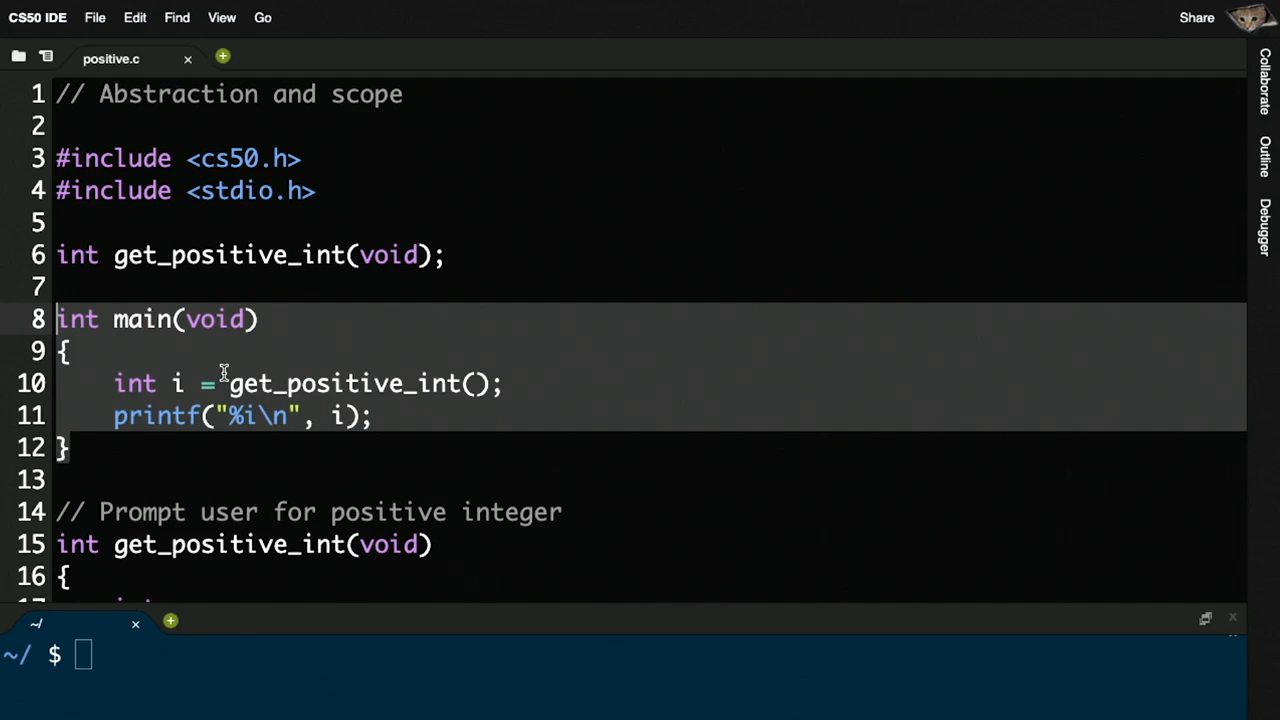 CS50 IDE File Edit Find View Go Share
positive.c
Collaborate
Outline
Debugger
1 // Abstraction and scope
2
3 #include <cs50.h>
4 #include <stdio.h>
5
6 int get_positive_int(void);
7
8 int main(void)
9 {
10     int i = get_positive_int();
11     printf("%i\n", i);
12 }
13
14 // Prompt user for positive integer
15 int get_positive_int(void)
16 {
~/
~/ $